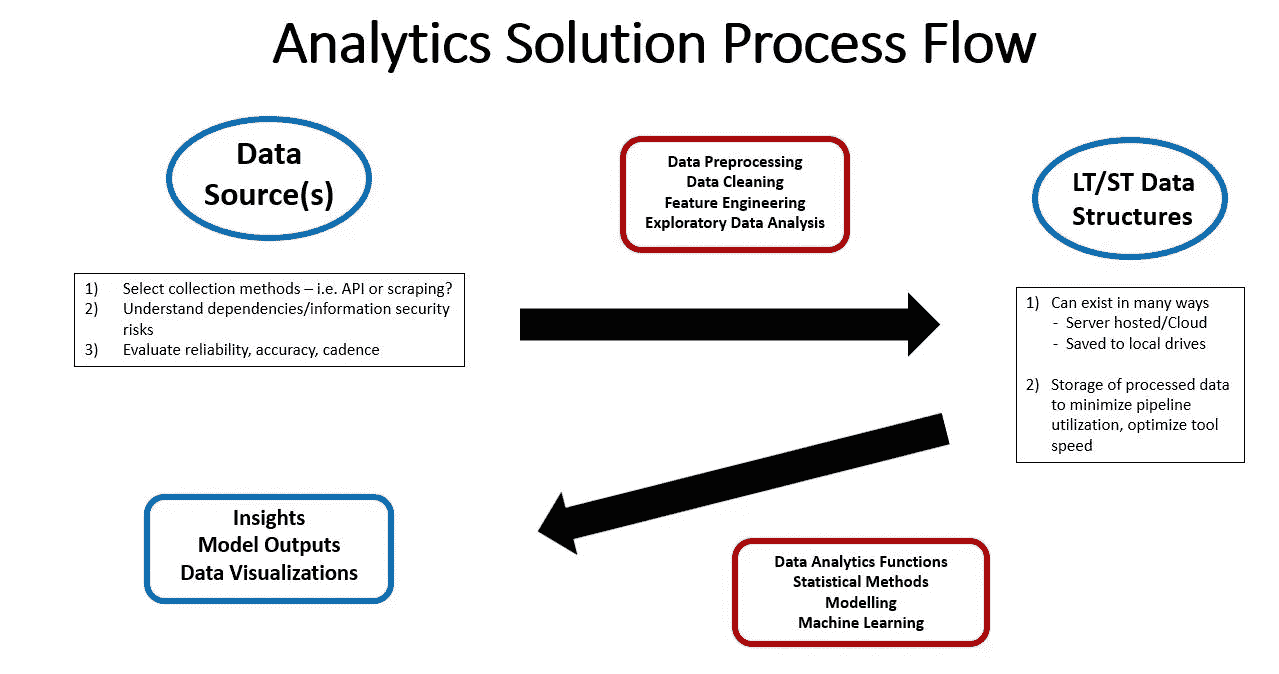 Analytics Solution Process Flow
Data
Source(s)
Data Preprocessing
Data Cleaning
Feature Engineering
Exploratory Data Analysis
LT/ST Data
Structures
1) Select collection methods – i.e. API or scraping?
2) Understand dependencies/information security
risks
3) Evaluate reliability, accuracy, cadence
1) Can exist in many ways
- Server hosted/Cloud
- Saved to local drives
2) Storage of processed data
to minimize pipeline
utilization, optimize tool
speed
Insights
Model Outputs
Data Visualizations
Data Analytics Functions
Statistical Methods
Modelling
Machine Learning